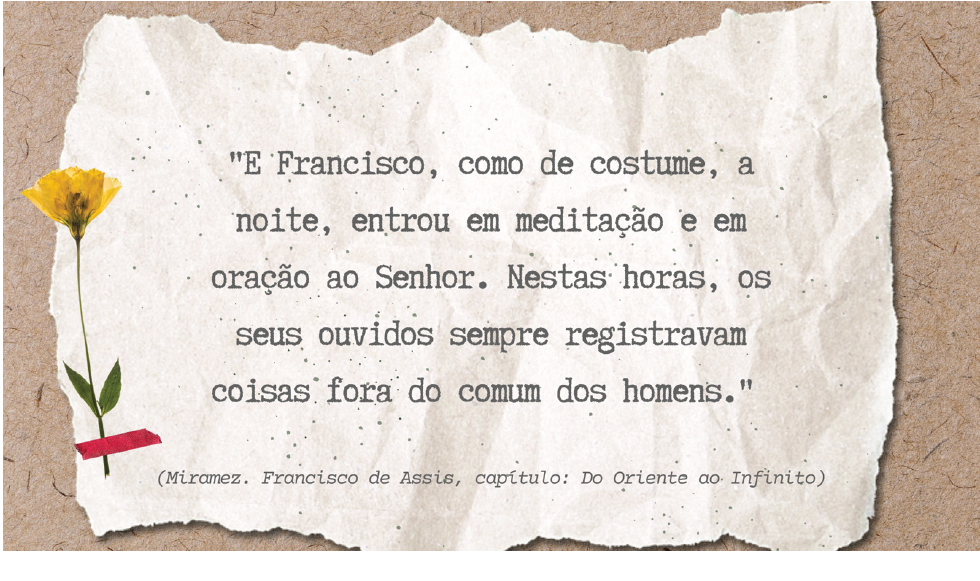 "E Francisco, como de costume, a
noite, entrou em meditação e em
oração ao Senhor. Nestas horas, os
seus ouvidos sempre registravam
coisas fora do comum dos homens."
(Miramez. Francisco de Assis, capítulo: Do Oriente ao Infinito)